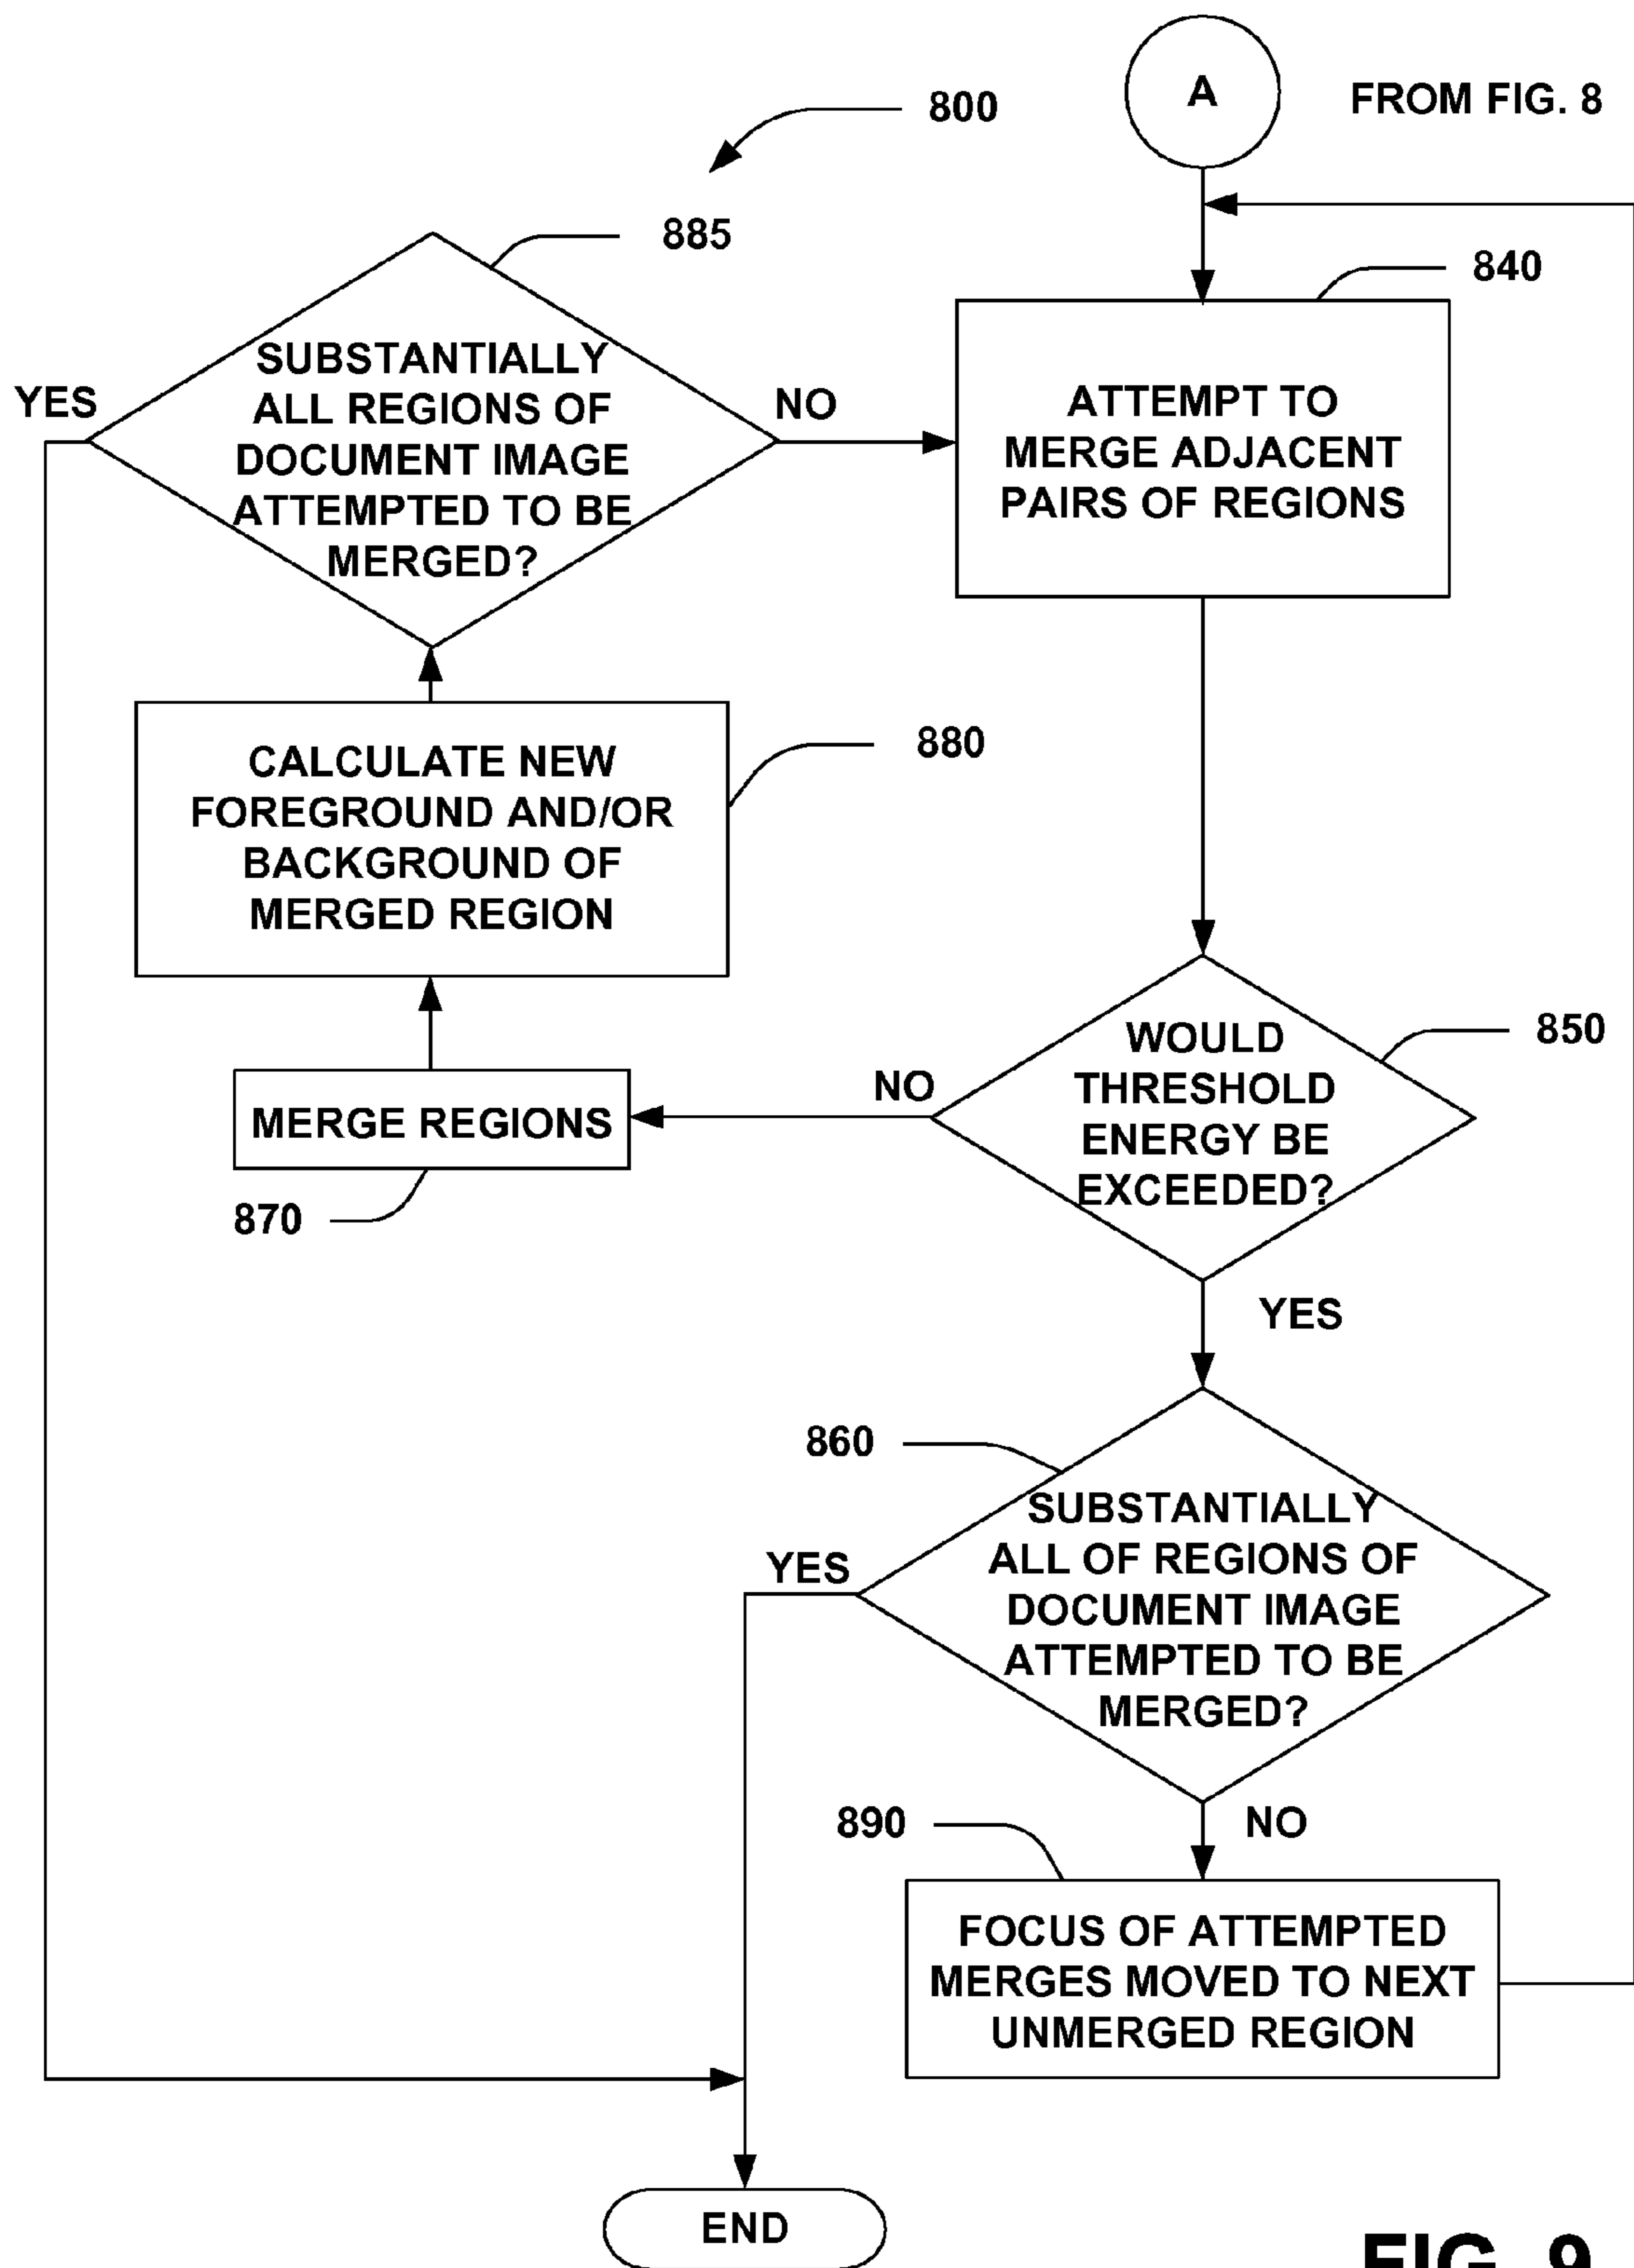 A
FROM FIG. 8
800
885
840
SUBSTANTIALLY
ALL REGIONS OF
DOCUMENT IMAGE
ATTEMPTED TO BE
MERGED?
YES
NO
ATTEMPT TO
MERGE ADJACENT
PAIRS OF REGIONS
CALCULATE NEW
FOREGROUND AND/OR
BACKGROUND OF
MERGED REGION
880
WOULD
THRESHOLD
ENERGY BE
EXCEEDED?
850
NO
MERGE REGIONS
870
YES
860
SUBSTANTIALLY
ALL OF REGIONS OF
DOCUMENT IMAGE
ATTEMPTED TO BE
MERGED?
YES
NO
890
FOCUS OF ATTEMPTED
MERGES MOVED TO NEXT
UNMERGED REGION
END
FIG. 9